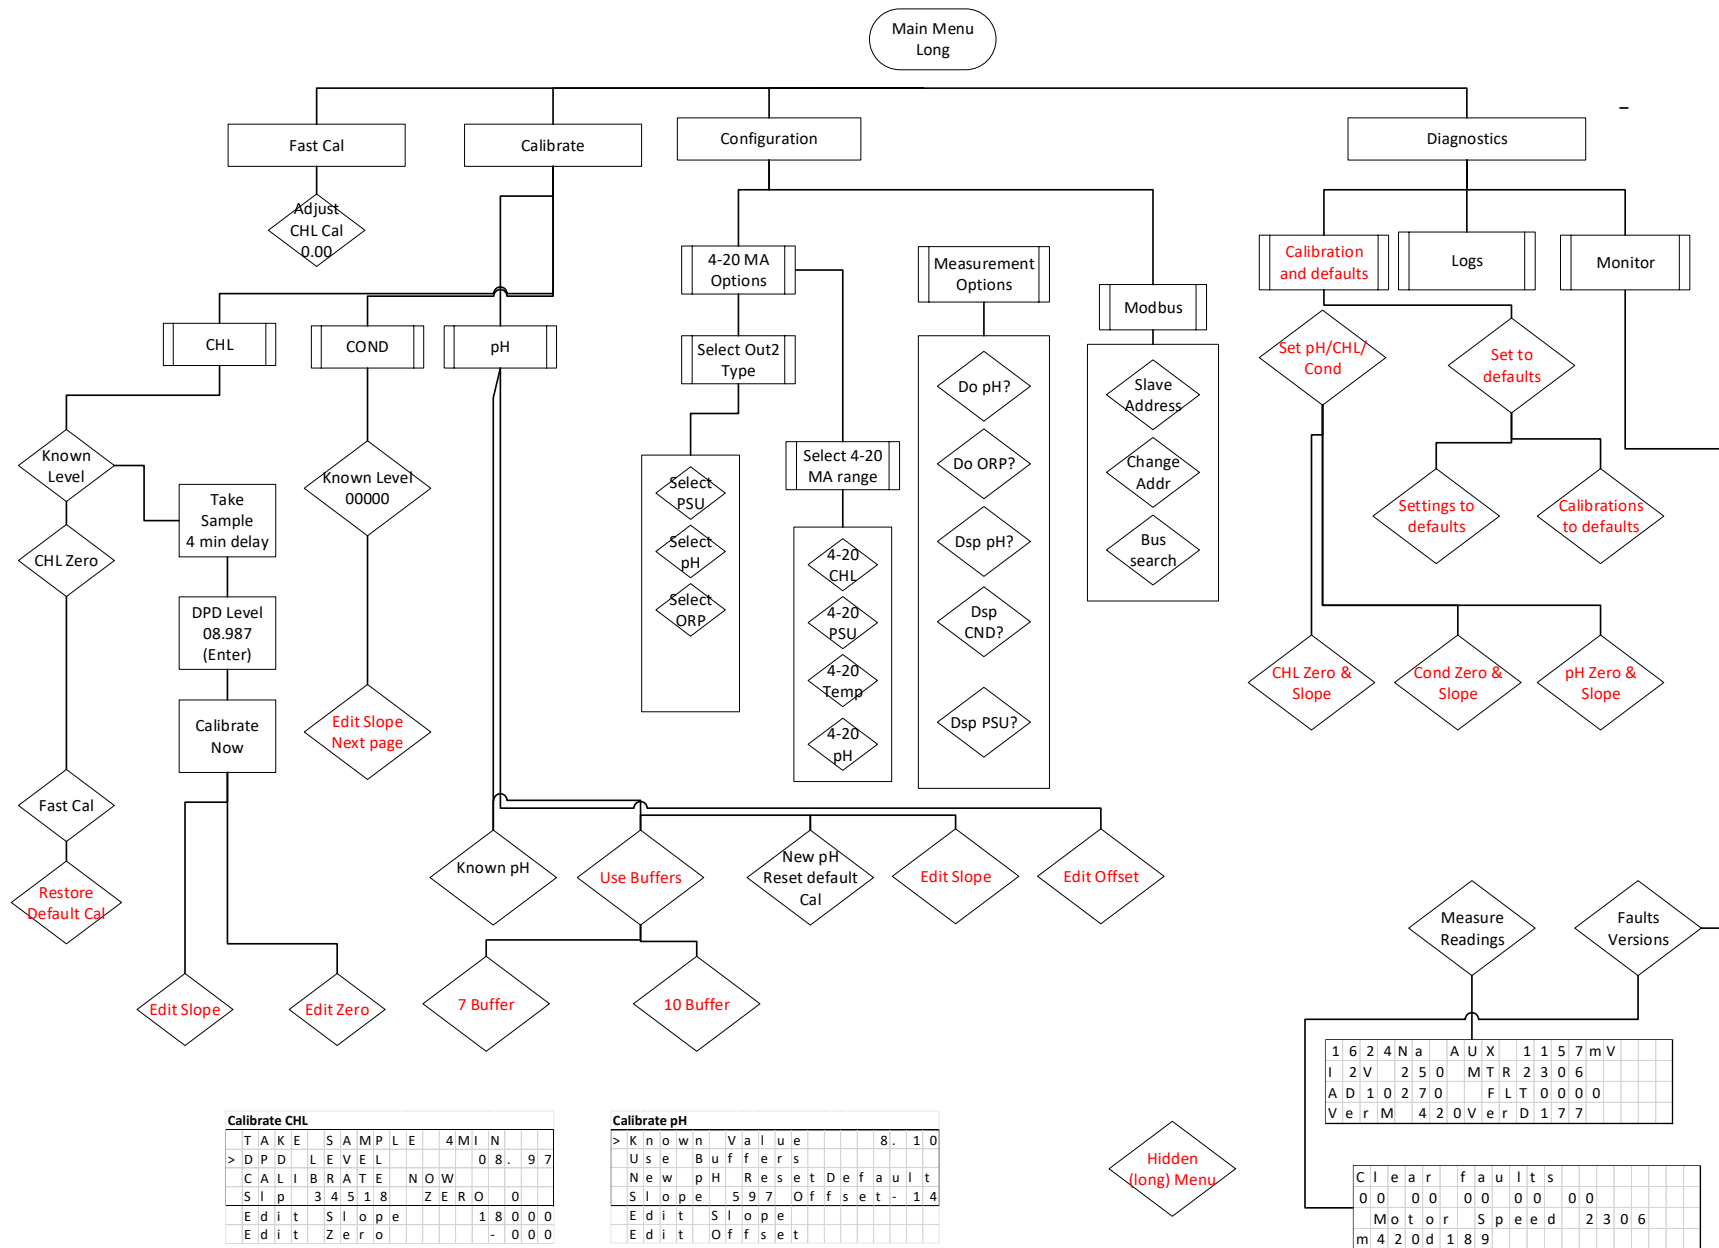 Main Menu
Long
Fast Cal
Calibrate
Configuration
Diagnostics
Adjust
CHL Cal
0.00
4-20 MA
Options
Measurement
Options
Modbus
Calibration
and defaults
Logs
Monitor
CHL
COND
pH
Select Out2
Type
Set pH/CHL/
Cond
Set to
defaults
Known
Level
Take
Sample
4 min delay
Known Level
00000
Select
PSU
Select
pH
Select
ORP
Select 4-20
MA range
4-20
CHL
4-20
PSU
4-20
Temp
4-20
pH
Do pH?
Do ORP?
Dsp pH?
Dsp
CND?
Dsp PSU?
Slave
Address
Change
Addr
Bus
search
Settings to
defaults
Calibrations
to defaults
CHL Zero
DPD Level
08.987
(Enter)
Calibrate
Now
Edit Slope
Next page
CHL Zero &
Slope
Cond Zero &
Slope
pH Zero &
Slope
Fast Cal
Restore
Default Cal
Known pH
Use Buffers
New pH
Reset default
Cal
Edit Slope
Edit Offset
Measure
Readings
Faults
Versions
Edit Slope
Edit Zero
7 Buffer
10 Buffer
1624Na AUX 1157mV
I 2V 250 MTR2306
AD10270 FLT0000
VerM 420VerD177
Calibrate CHL
TAKE SAMPLE 4MIN
> DPD LEVEL 08.97
CALIBRATE NOW
Slp 34518 ZERO 0
Edit Slope 18000
Edit Zero -000
Calibrate pH
> Known Value 8.10
Use Buffers
New pH ResetDefault
Slope 597 Offset-14
Edit Slope
Edit Offset
Hidden
(long) Menu
Clear faults
00 00 00 00 00
Motor Speed 2306
m420d189